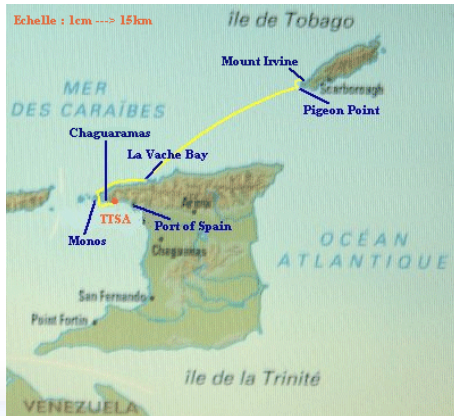 Echelle : 1cm ---> 15km
île de Tobago
Mount Irvine
Scarborough
Pigeon Point
MER
DES CARAÏBES
Chaguaramas
La Vache Bay
Arima
TTSA
Port of Spain
Monos
Chaguanas
OCÉAN
ATLANTIQUE
San Fernando
Point Fortin
île de la Trinité
VENEZUELA